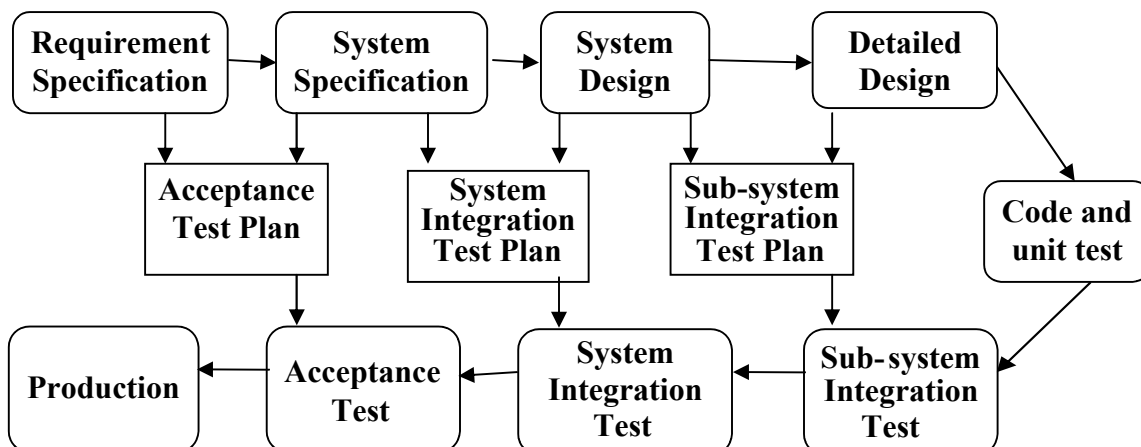 Requirement
Specification
System
Specification
System
Design
Detailed
Design
Acceptance
Test Plan
System
Integration
Test Plan
Sub-system
Integration
Test Plan
Code and
unit test
Production
Acceptance
Test
System
Integration
Test
Sub-system
Integration
Test